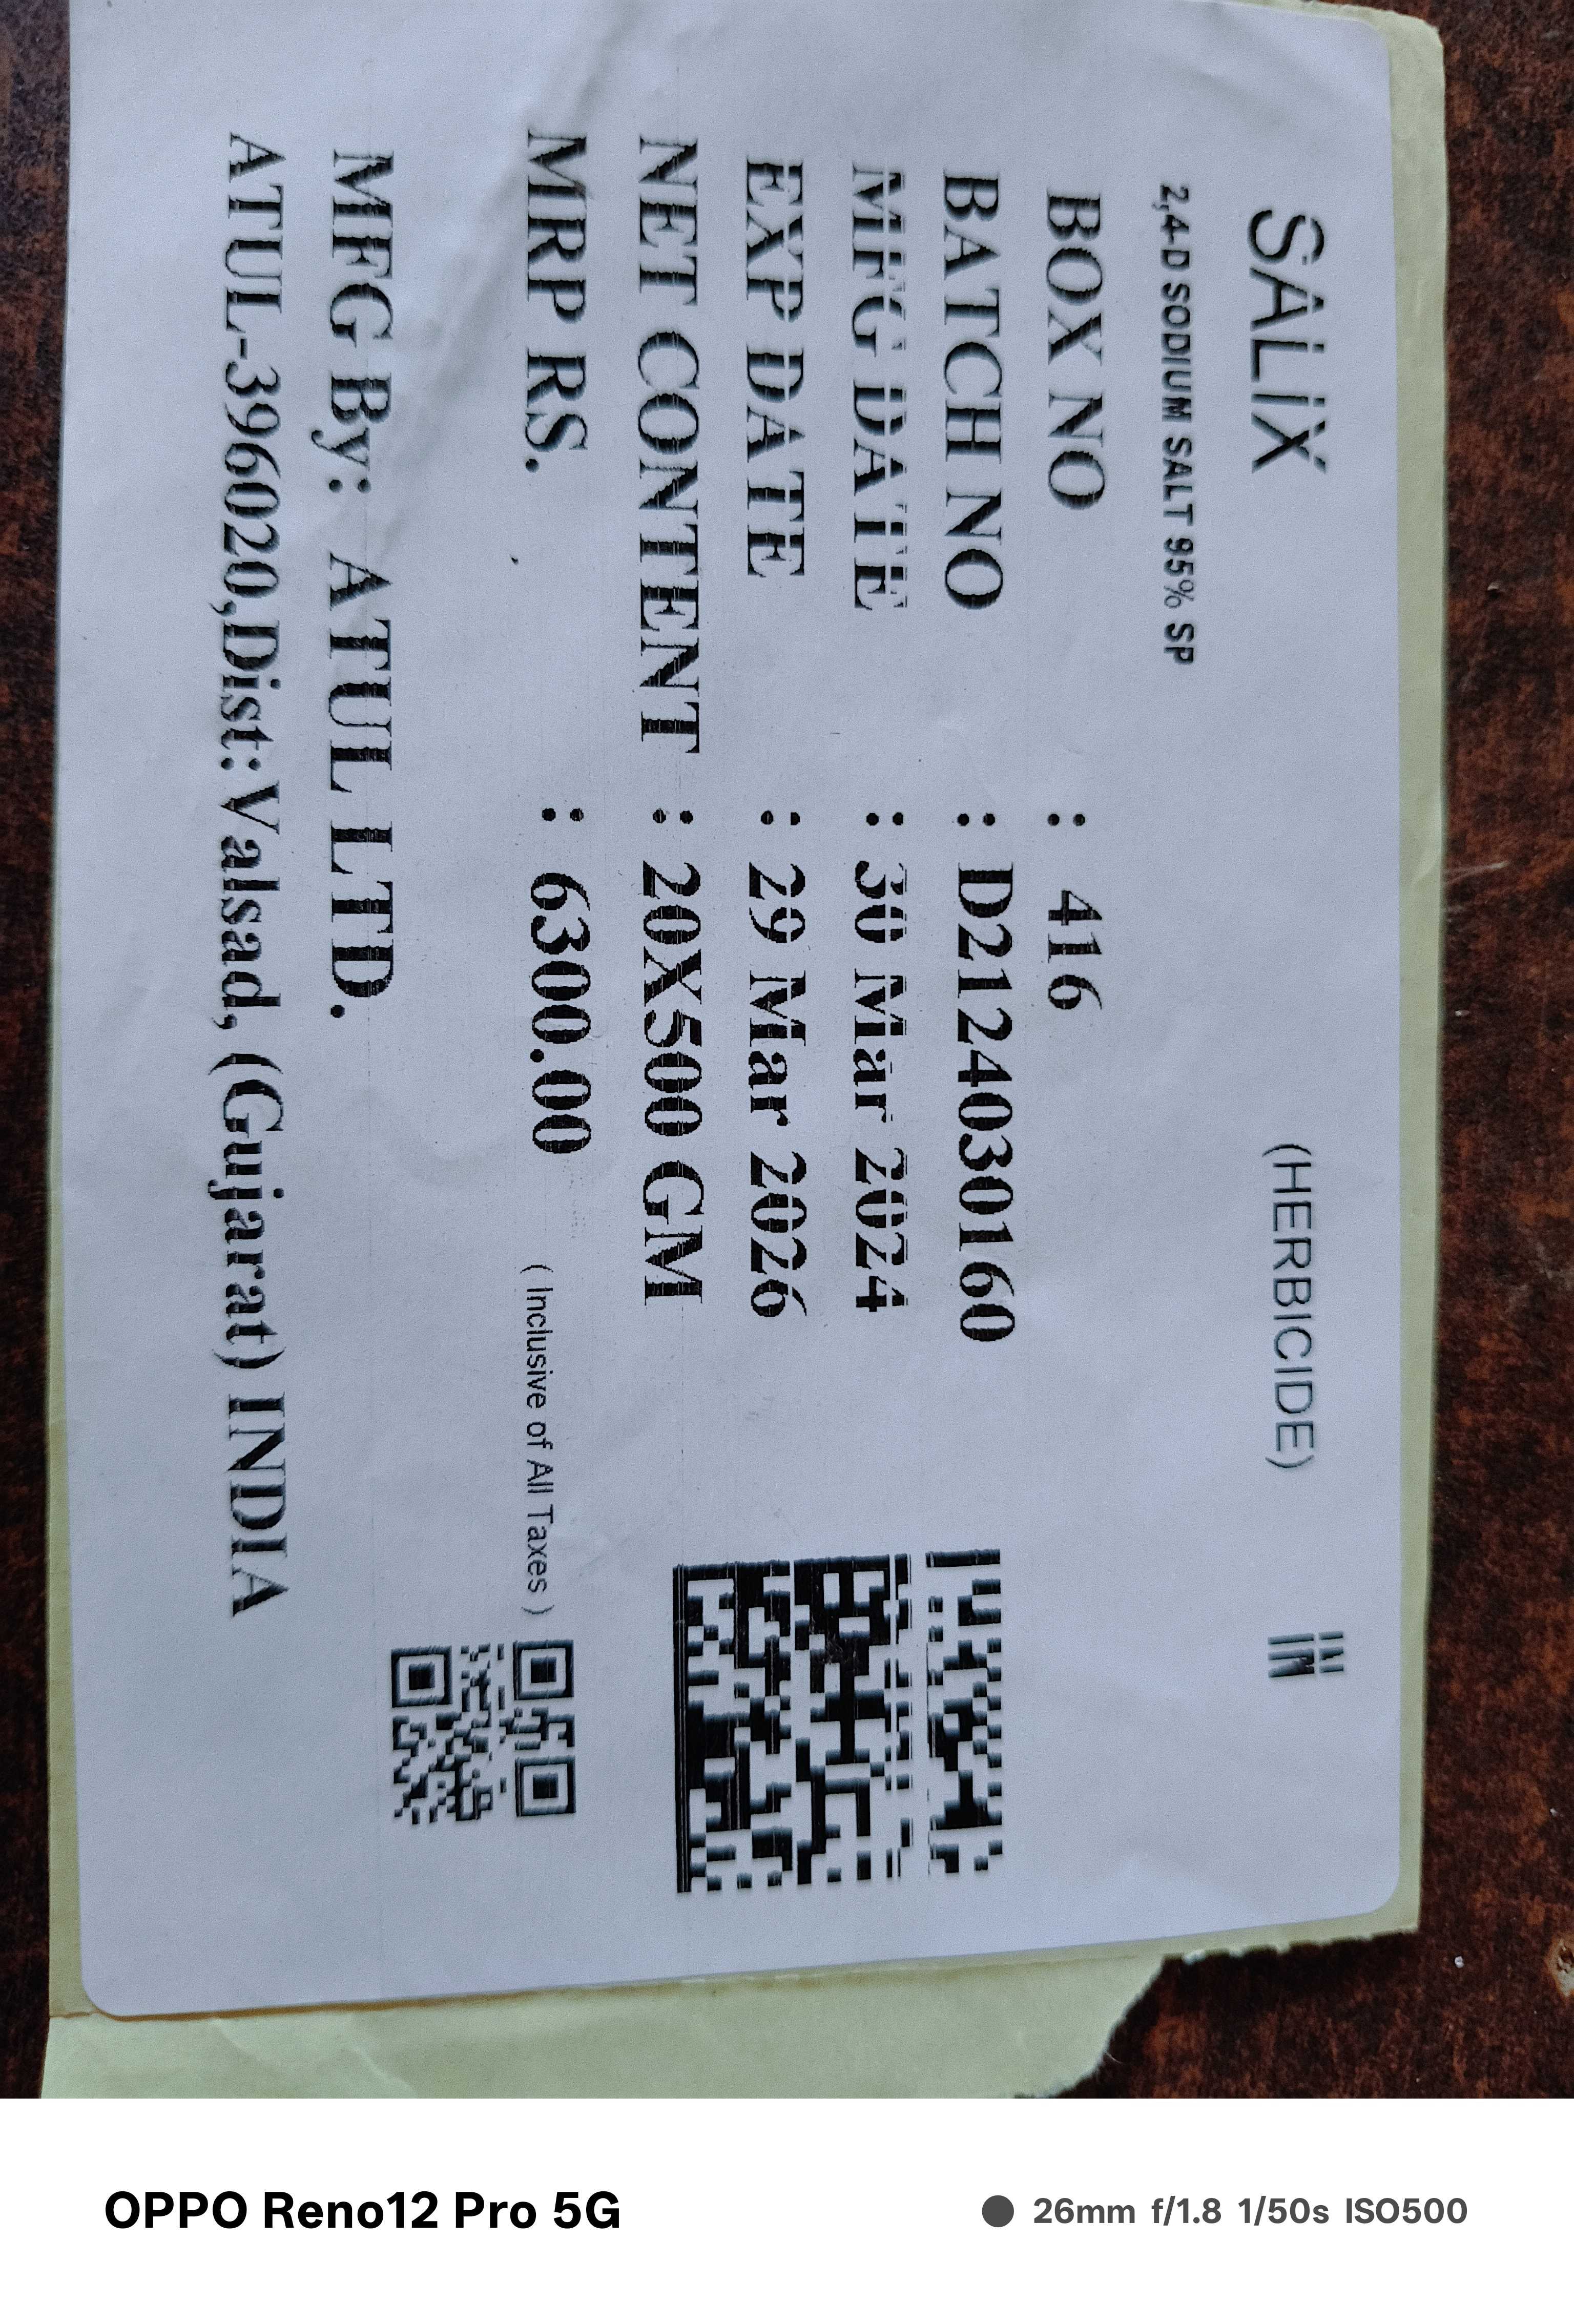 SALIX (HERBICIDE) IN
2,4-D SODIUM SALT 95% SP
BOX NO : 416
BATCH NO : D2124030160
MFG DATE : 30 Mar 2024
EXP DATE : 29 Mar 2026
NET CONTENT : 20X500 GM
MRP RS. : 6300.00 ( Inclusive of All Taxes )
MFG By: ATUL LTD.
ATUL-396020,Dist:Valsad, (Gujarat) INDIA
OPPO Reno12 Pro 5G
26mm f/1.8 1/50s ISO500